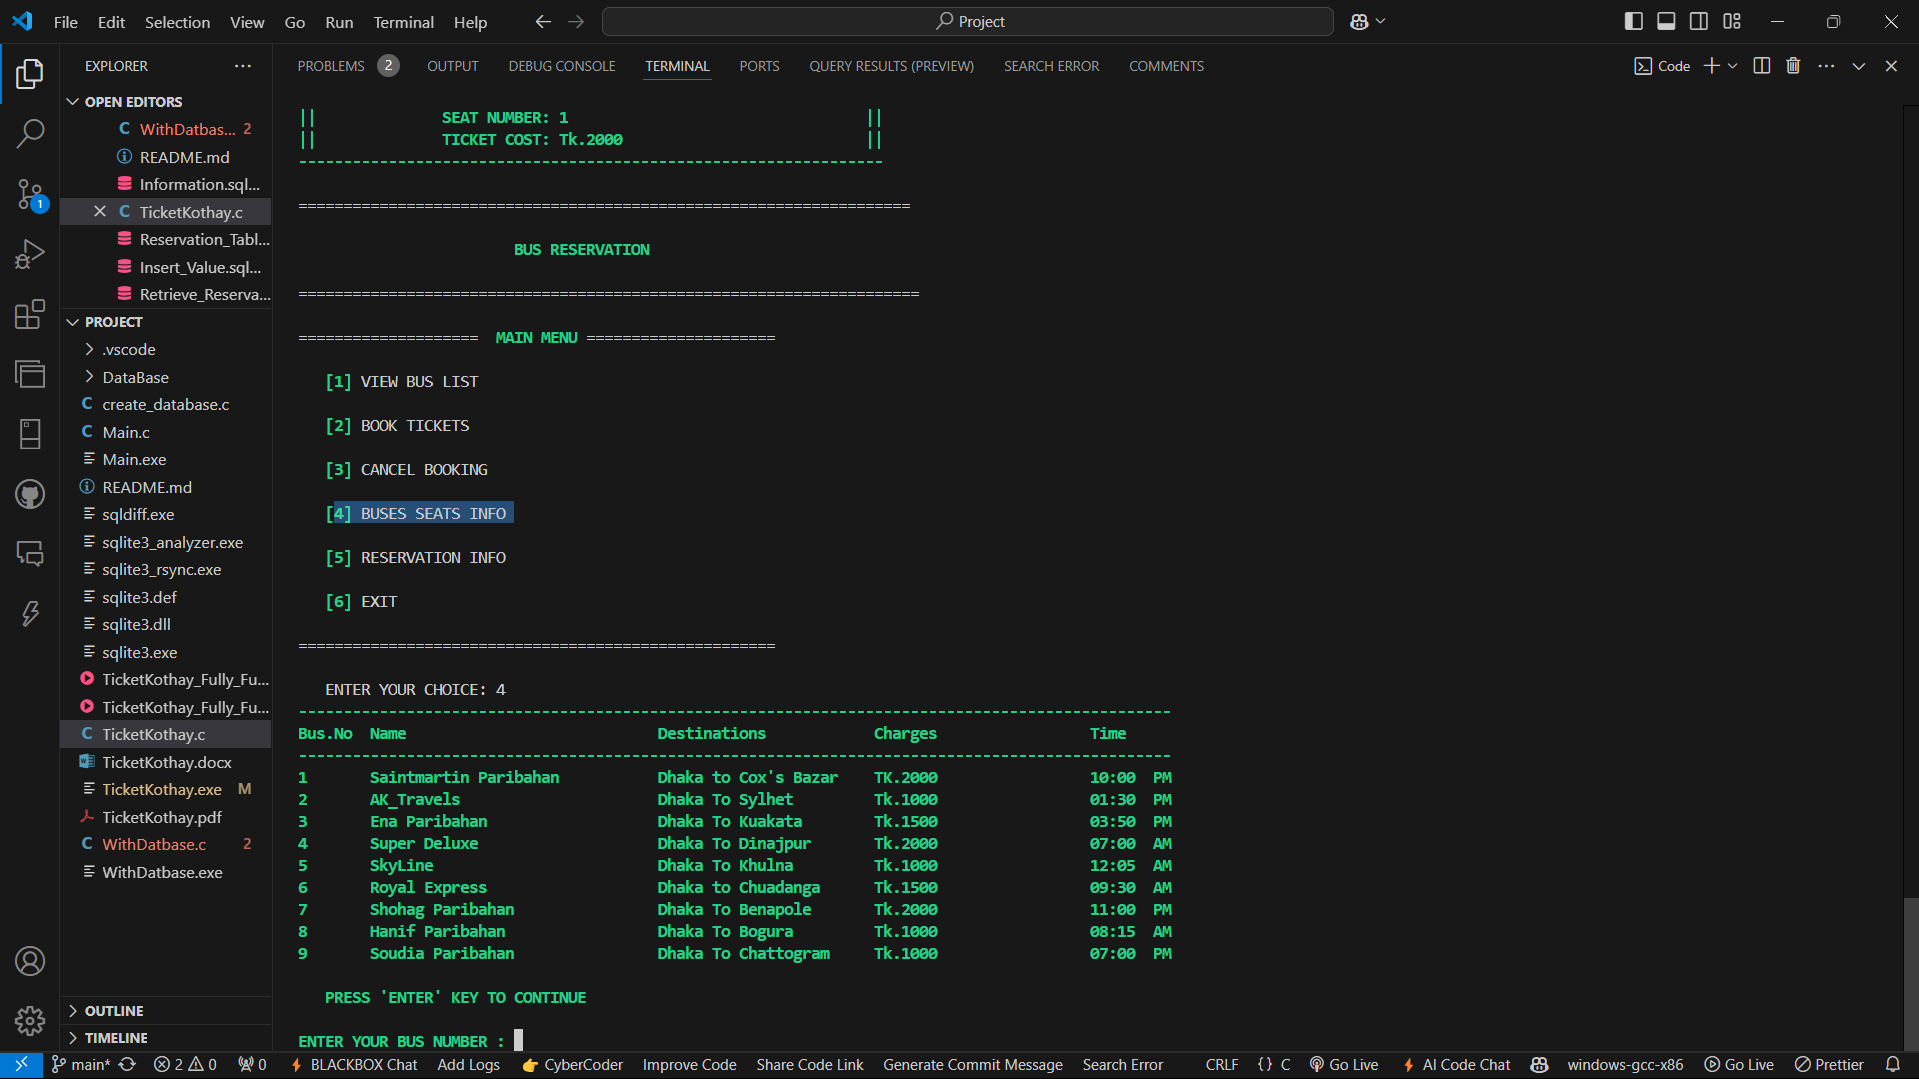 File Edit Selection View Go Run Terminal Help
Project
EXPLORER
OPEN EDITORS
WithDatbas... 2
README.md
Information.sql...
TicketKothay.c
Reservation_Tabl...
Insert_Value.sql...
Retrieve_Reserva...
PROJECT
.vscode
DataBase
create_database.c
Main.c
Main.exe
README.md
sqldiff.exe
sqlite3_analyzer.exe
sqlite3_rsync.exe
sqlite3.def
sqlite3.dll
sqlite3.exe
TicketKothay_Fully_Fu...
TicketKothay_Fully_Fu...
TicketKothay.c
TicketKothay.docx
TicketKothay.exe M
TicketKothay.pdf
WithDatbase.c 2
WithDatbase.exe
OUTLINE
TIMELINE
1
PROBLEMS 2 OUTPUT DEBUG CONSOLE TERMINAL PORTS QUERY RESULTS (PREVIEW) SEARCH ERROR COMMENTS
Code
|| SEAT NUMBER: 1 ||
|| TICKET COST: Tk.2000 ||
-----------------------------------------------------------------
====================================================================
BUS RESERVATION
=====================================================================
==================== MAIN MENU =====================
[1] VIEW BUS LIST
[2] BOOK TICKETS
[3] CANCEL BOOKING
[4] BUSES SEATS INFO
[5] RESERVATION INFO
[6] EXIT
=====================================================
ENTER YOUR CHOICE: 4
-------------------------------------------------------------------------------------------------
Bus.No Name Destinations Charges Time
-------------------------------------------------------------------------------------------------
1 Saintmartin Paribahan Dhaka to Cox's Bazar TK.2000 10:00 PM
2 AK_Travels Dhaka To Sylhet Tk.1000 01:30 PM
3 Ena Paribahan Dhaka To Kuakata Tk.1500 03:50 PM
4 Super Deluxe Dhaka To Dinajpur Tk.2000 07:00 AM
5 SkyLine Dhaka To Khulna Tk.1000 12:05 AM
6 Royal Express Dhaka to Chuadanga Tk.1500 09:30 AM
7 Shohag Paribahan Dhaka To Benapole Tk.2000 11:00 PM
8 Hanif Paribahan Dhaka To Bogura Tk.1000 08:15 AM
9 Soudia Paribahan Dhaka To Chattogram Tk.1000 07:00 PM
PRESS 'ENTER' KEY TO CONTINUE
ENTER YOUR BUS NUMBER :
main* 2 0 0 BLACKBOX Chat Add Logs CyberCoder Improve Code Share Code Link Generate Commit Message Search Error CRLF {} C Go Live AI Code Chat windows-gcc-x86 Go Live Prettier